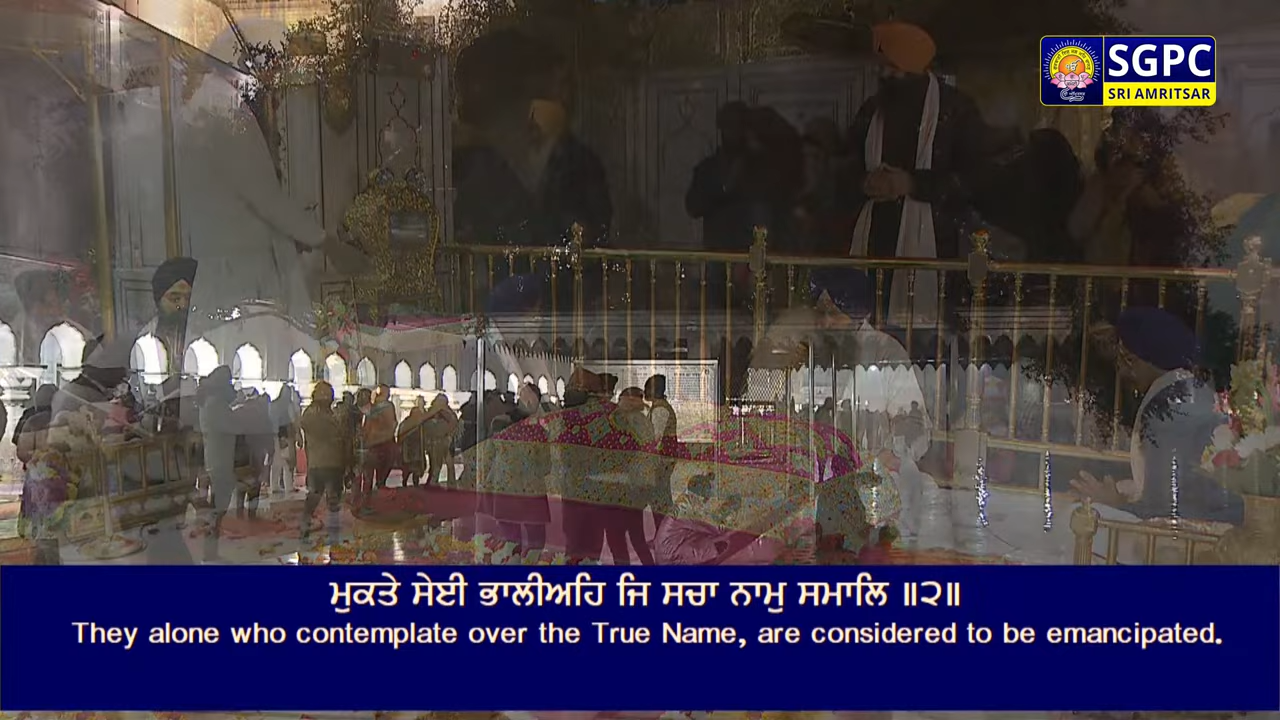 SGPC
SRI AMRITSAR
ਮੁਕਤੇ ਸੇਈ ਭਾਲੀਅਹਿ ਜਿ ਸਚਾ ਨਾਮੁ ਸਮਾਲਿ ॥੨॥
They alone who contemplate over the True Name, are considered to be emancipated.